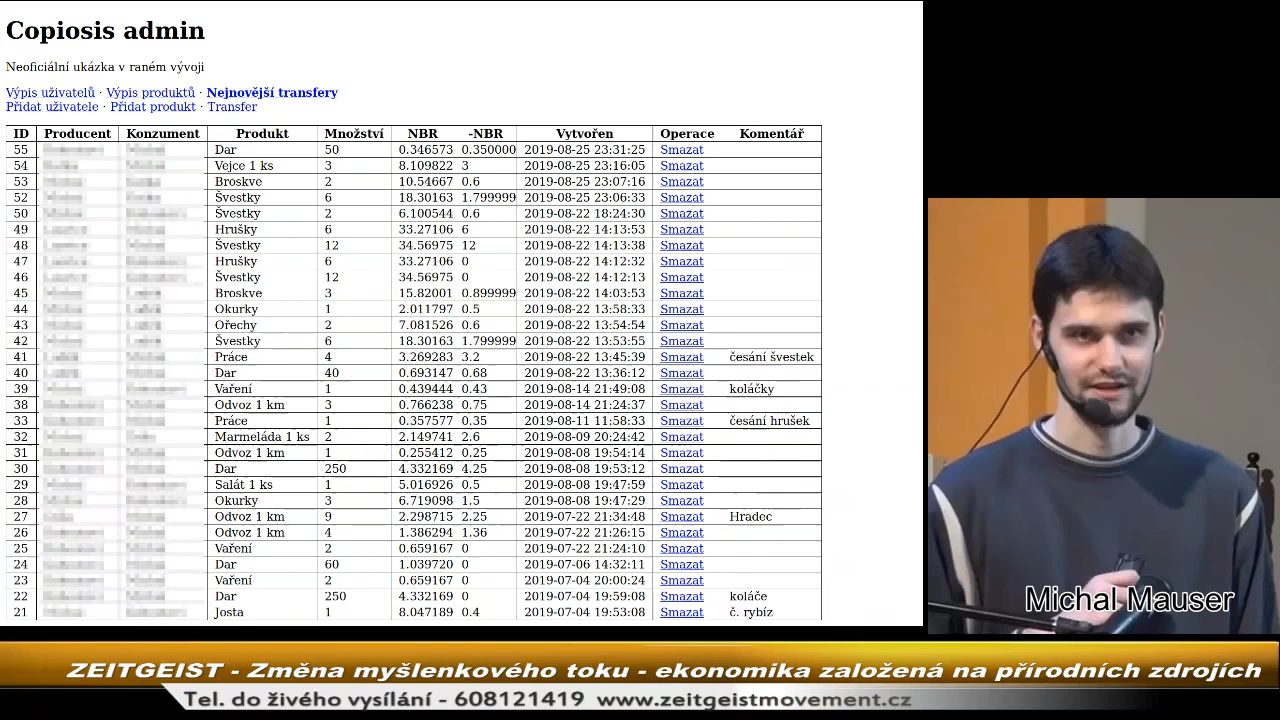 Copiosis admin
Neoficiální ukázka v raném vývoji
Výpis uživatelů · Výpis produktů · Nejnovější transfery
Přidat uživatele · Přidat produkt · Transfer
ID Producent Konzument Produkt Množství NBR -NBR Vytvořen Operace Komentář
55 Dar 50 0.346573 0.350000 2019-08-25 23:31:25 Smazat
54 Vejce 1 ks 3 8.109822 3 2019-08-25 23:16:05 Smazat
53 Broskve 2 10.54667 0.6 2019-08-25 23:07:16 Smazat
52 Švestky 6 18.30163 1.799999 2019-08-25 23:06:33 Smazat
50 Švestky 2 6.100544 0.6 2019-08-22 18:24:30 Smazat
49 Hrušky 6 33.27106 6 2019-08-22 14:13:53 Smazat
48 Švestky 12 34.56975 12 2019-08-22 14:13:38 Smazat
47 Hrušky 6 33.27106 0 2019-08-22 14:12:32 Smazat
46 Švestky 12 34.56975 0 2019-08-22 14:12:13 Smazat
45 Broskve 3 15.82001 0.899999 2019-08-22 14:03:53 Smazat
44 Okurky 1 2.011797 0.5 2019-08-22 13:58:33 Smazat
43 Ořechy 2 7.081526 0.6 2019-08-22 13:54:54 Smazat
42 Švestky 6 18.30163 1.799999 2019-08-22 13:53:55 Smazat
41 Práce 4 3.269283 3.2 2019-08-22 13:45:39 Smazat česání švestek
40 Dar 40 0.693147 0.68 2019-08-22 13:36:12 Smazat
39 Vaření 1 0.439444 0.43 2019-08-14 21:49:08 Smazat koláčky
38 Odvoz 1 km 3 0.766238 0.75 2019-08-14 21:24:37 Smazat
33 Práce 1 0.357577 0.35 2019-08-11 11:58:33 Smazat česání hrušek
32 Marmeláda 1 ks 2 2.149741 2.6 2019-08-09 20:24:42 Smazat
31 Odvoz 1 km 1 0.255412 0.25 2019-08-08 19:54:14 Smazat
30 Dar 250 4.332169 4.25 2019-08-08 19:53:12 Smazat
29 Salát 1 ks 1 5.016926 0.5 2019-08-08 19:47:59 Smazat
28 Okurky 3 6.719098 1.5 2019-08-08 19:47:29 Smazat
27 Odvoz 1 km 9 2.298715 2.25 2019-07-22 21:34:48 Smazat Hradec
26 Odvoz 1 km 4 1.386294 1.36 2019-07-22 21:26:15 Smazat
25 Vaření 2 0.659167 0 2019-07-22 21:24:10 Smazat
24 Dar 60 1.039720 0 2019-07-06 14:32:11 Smazat
23 Vaření 2 0.659167 0 2019-07-04 20:00:24 Smazat
22 Dar 250 4.332169 0 2019-07-04 19:59:08 Smazat koláče
21 Josta 1 8.047189 0.4 2019-07-04 19:53:08 Smazat č. rybíz
Michal Mauser
ZEITGEIST - Změna myšlenkového toku - ekonomika založená na přírodních zdrojích
Tel. do živého vysílání - 608121419 www.zeitgeistmovement.cz